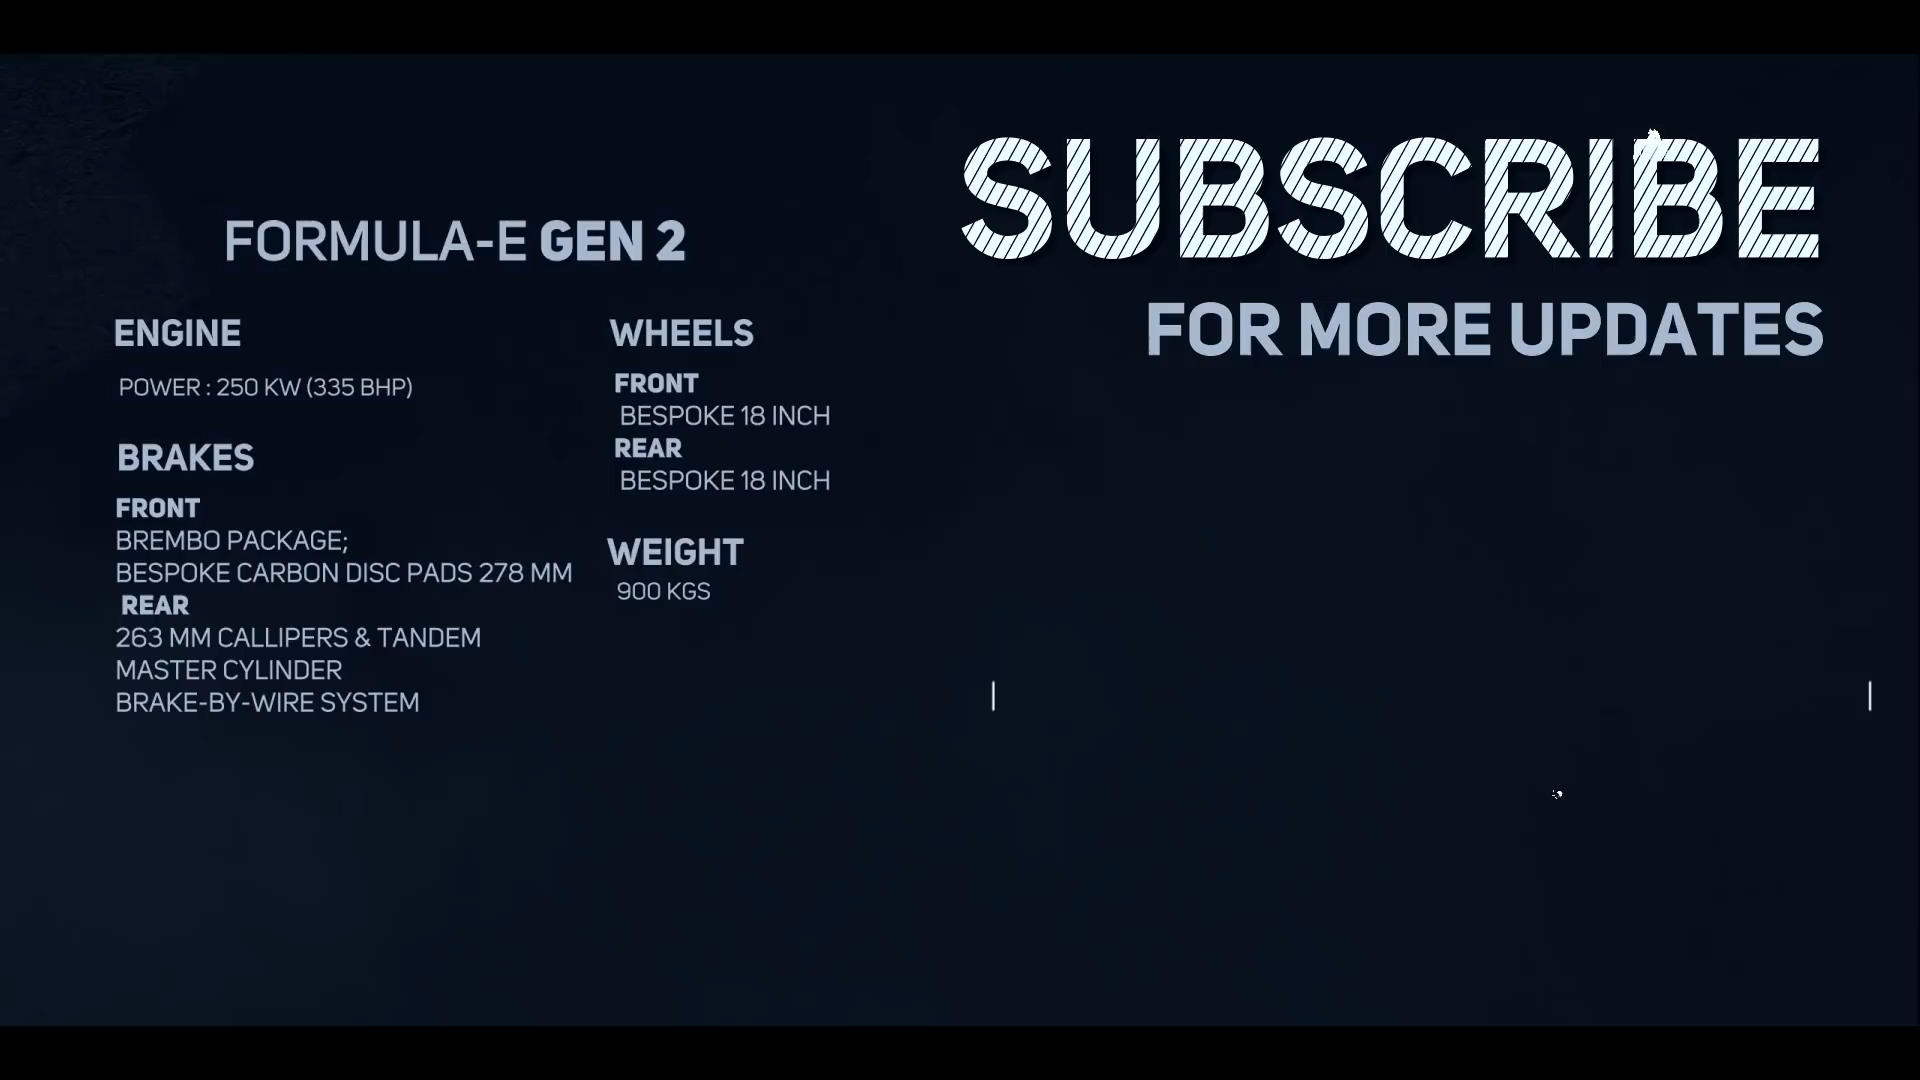 FORMULA-E GEN 2
ENGINE
POWER : 250 KW (335 BHP)
BRAKES
FRONT
BREMBO PACKAGE;
BESPOKE CARBON DISC PADS 278 MM
REAR
263 MM CALLIPERS & TANDEM
MASTER CYLINDER
BRAKE-BY-WIRE SYSTEM
WHEELS
FRONT
BESPOKE 18 INCH
REAR
BESPOKE 18 INCH
WEIGHT
900 KGS
SUBSCRIBE
FOR MORE UPDATES